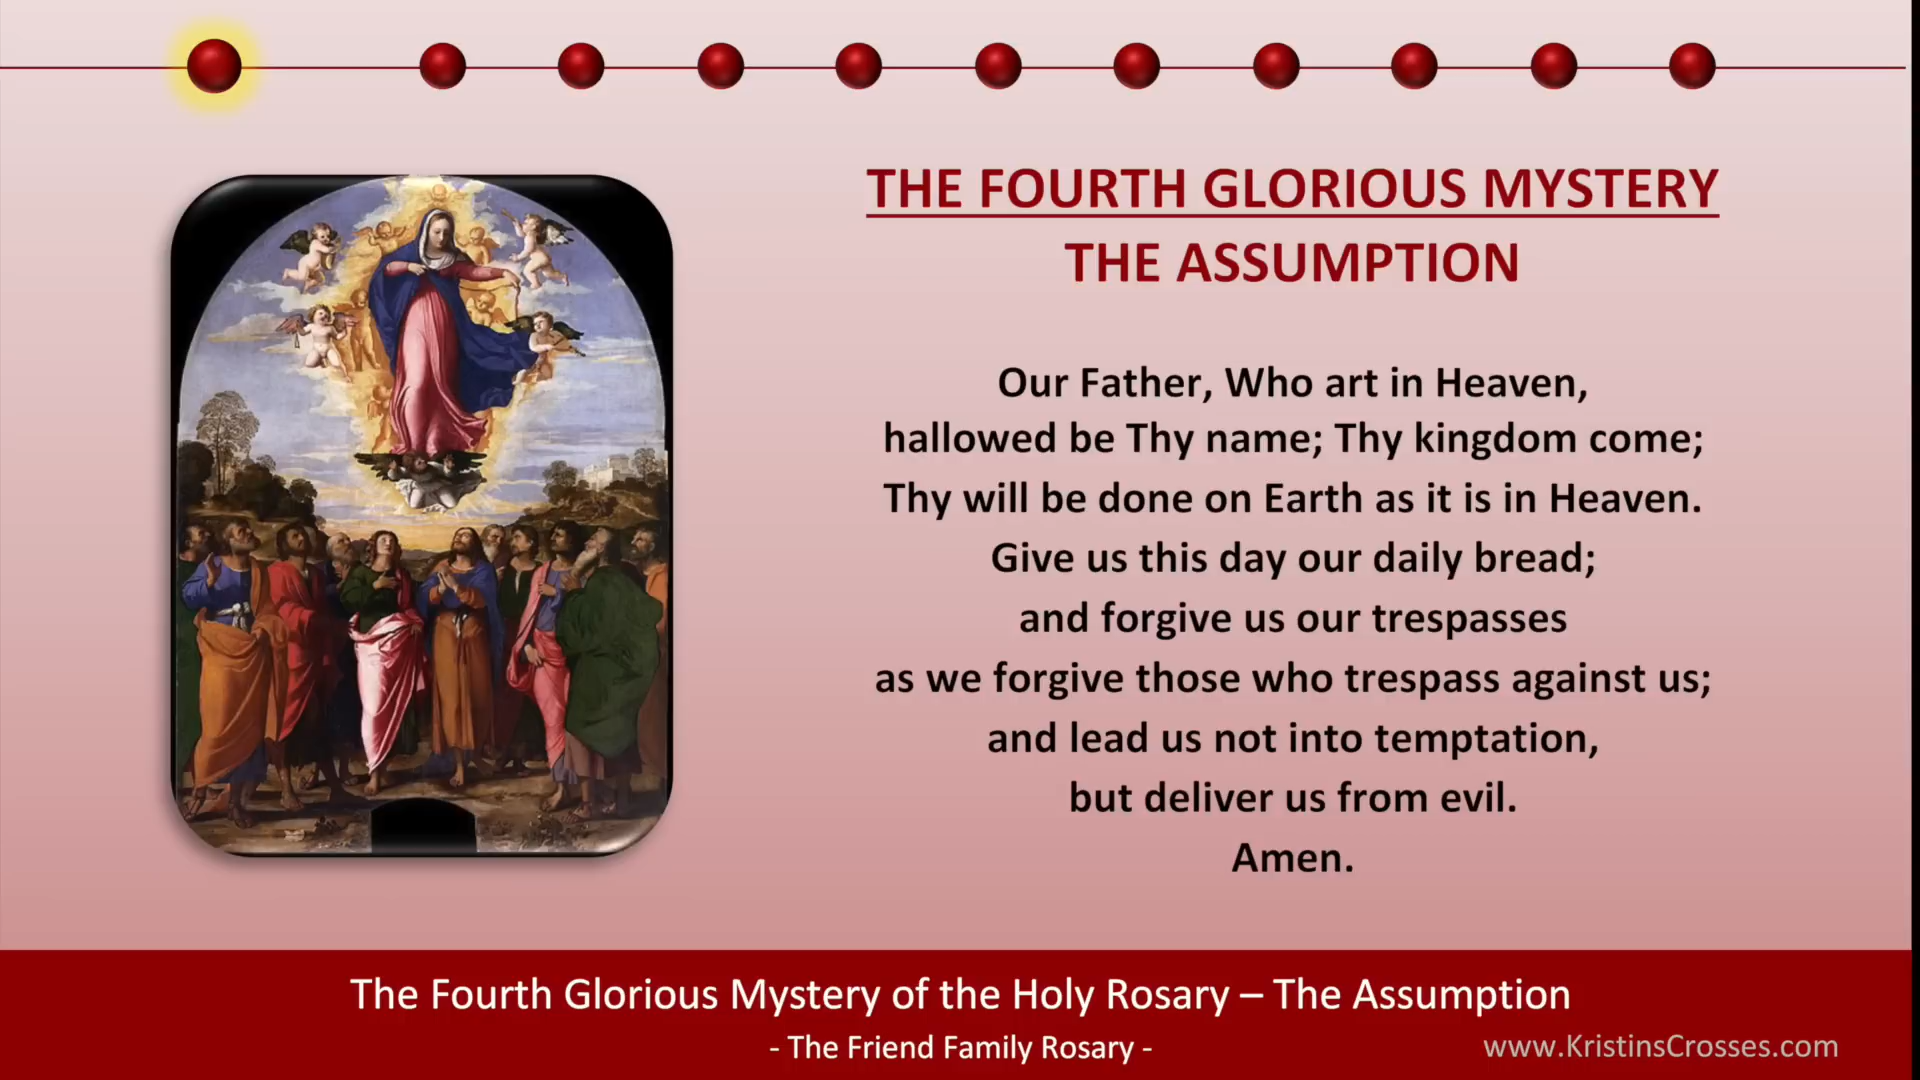 THE FOURTH GLORIOUS MYSTERY
THE ASSUMPTION
Our Father, Who art in Heaven,
hallowed be Thy name; Thy kingdom come;
Thy will be done on Earth as it is in Heaven.
Give us this day our daily bread;
and forgive us our trespasses
as we forgive those who trespass against us;
and lead us not into temptation,
but deliver us from evil.
Amen.
The Fourth Glorious Mystery of the Holy Rosary – The Assumption
- The Friend Family Rosary -
www.KristinsCrosses.com